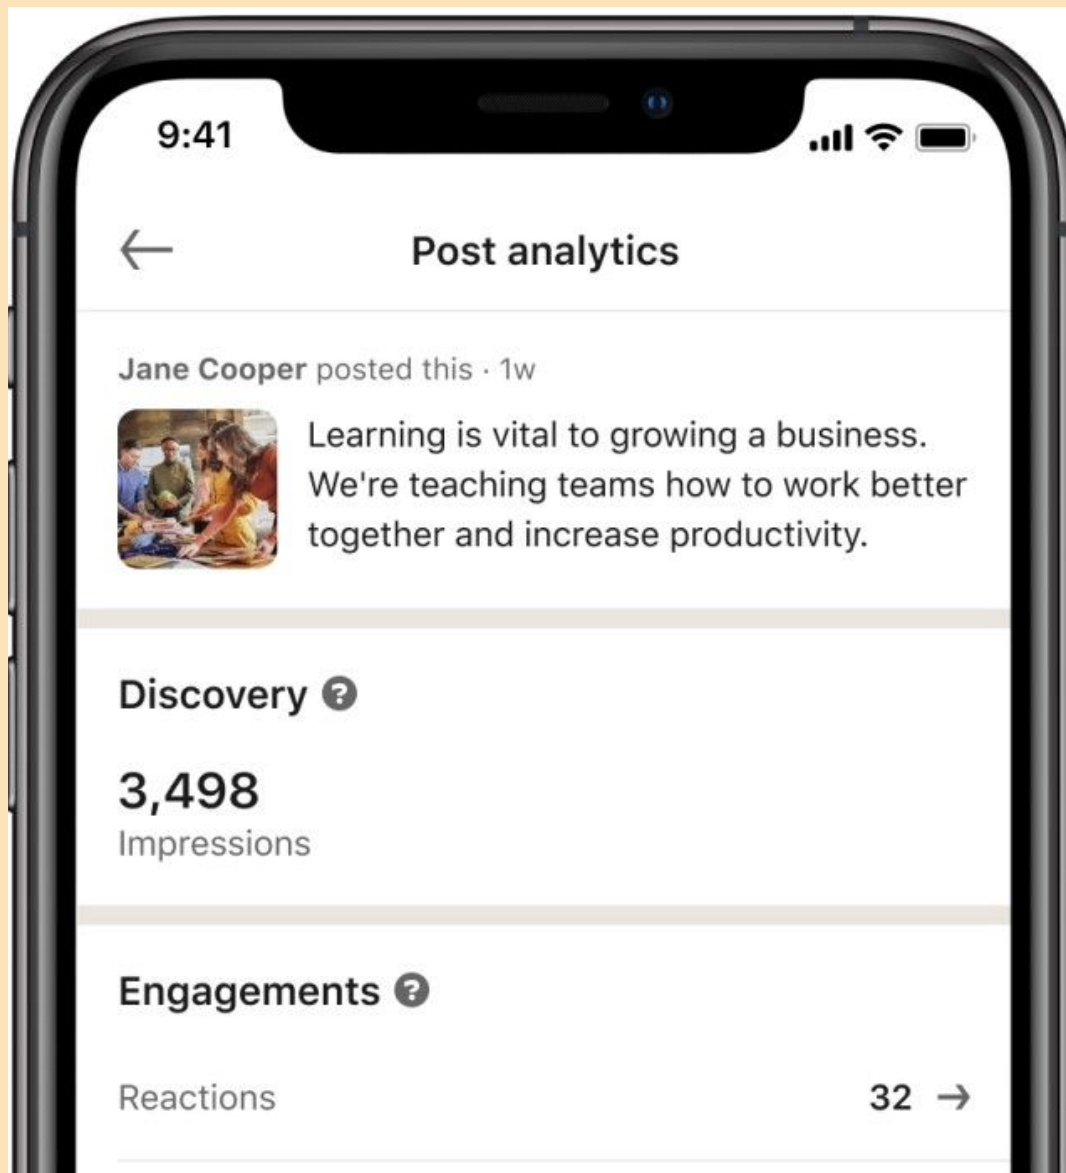 9:41
Post analytics
Jane Cooper posted this · 1w
Learning is vital to growing a business.
We're teaching teams how to work better
together and increase productivity.
Discovery
3,498
Impressions
Engagements
Reactions 32